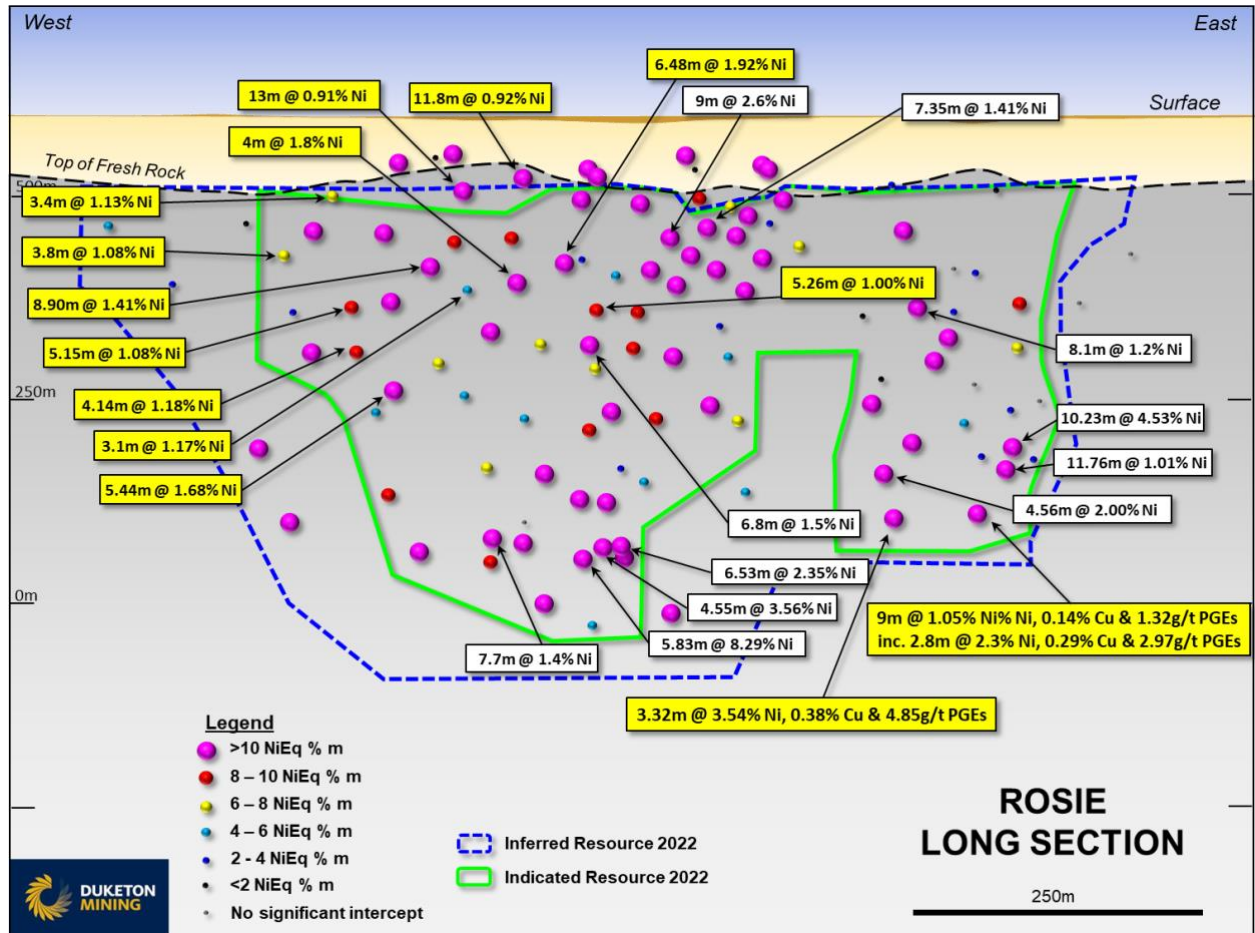 West
East
6.48m @ 1.92% Ni
13m @ 0.91% Ni
11.8m @ 0.92% Ni
9m @ 2.6% Ni
7.35m @ 1.41% Ni
Surface
4m @ 1.8% Ni
Top of Fresh Rock
500m
3.4m @ 1.13% Ni
3.8m @ 1.08% Ni
8.90m @ 1.41% Ni
5.26m @ 1.00% Ni
5.15m @ 1.08% Ni
8.1m @ 1.2% Ni
250m
4.14m @ 1.18% Ni
10.23m @ 4.53% Ni
3.1m @ 1.17% Ni
11.76m @ 1.01% Ni
5.44m @ 1.68% Ni
4.56m @ 2.00% Ni
6.8m @ 1.5% Ni
6.53m @ 2.35% Ni
0m
4.55m @ 3.56% Ni
9m @ 1.05% Ni% Ni, 0.14% Cu & 1.32g/t PGEs
inc. 2.8m @ 2.3% Ni, 0.29% Cu & 2.97g/t PGEs
5.83m @ 8.29% Ni
7.7m @ 1.4% Ni
3.32m @ 3.54% Ni, 0.38% Cu & 4.85g/t PGEs
Legend
>10 NiEq % m
8 – 10 NiEq % m
6 – 8 NiEq % m
4 – 6 NiEq % m
2 - 4 NiEq % m
<2 NiEq % m
No significant intercept
Inferred Resource 2022
Indicated Resource 2022
ROSIE
LONG SECTION
250m
DUKETON
MINING